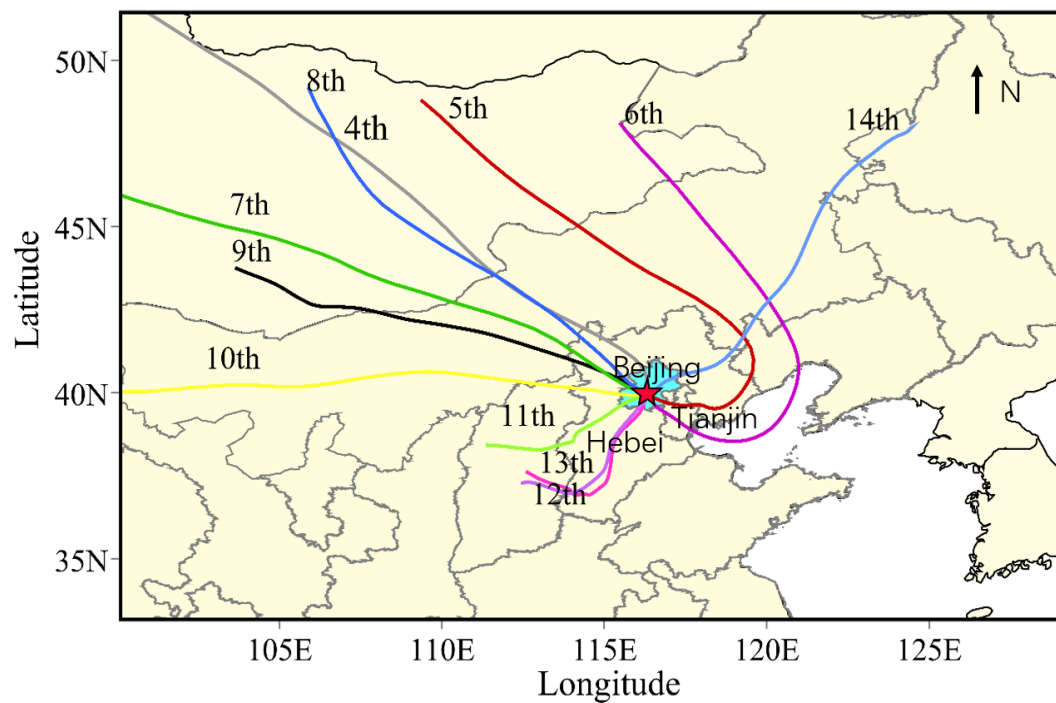 50N
45N
40N
35N
Latitude
105E
110E
115E
120E
125E
Longitude
N
8th
4th
5th
6th
14th
7th
9th
10th
11th
13th
12th
Beijing
Tianjin
Hebei